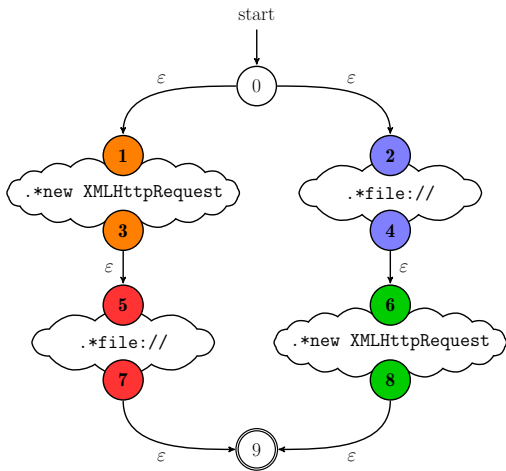 start
ε ε
0
1 2
.*new XMLHttpRequest .*file://
3 4
ε ε
5 6
.*file:// .*new XMLHttpRequest
7 8
ε 9 ε